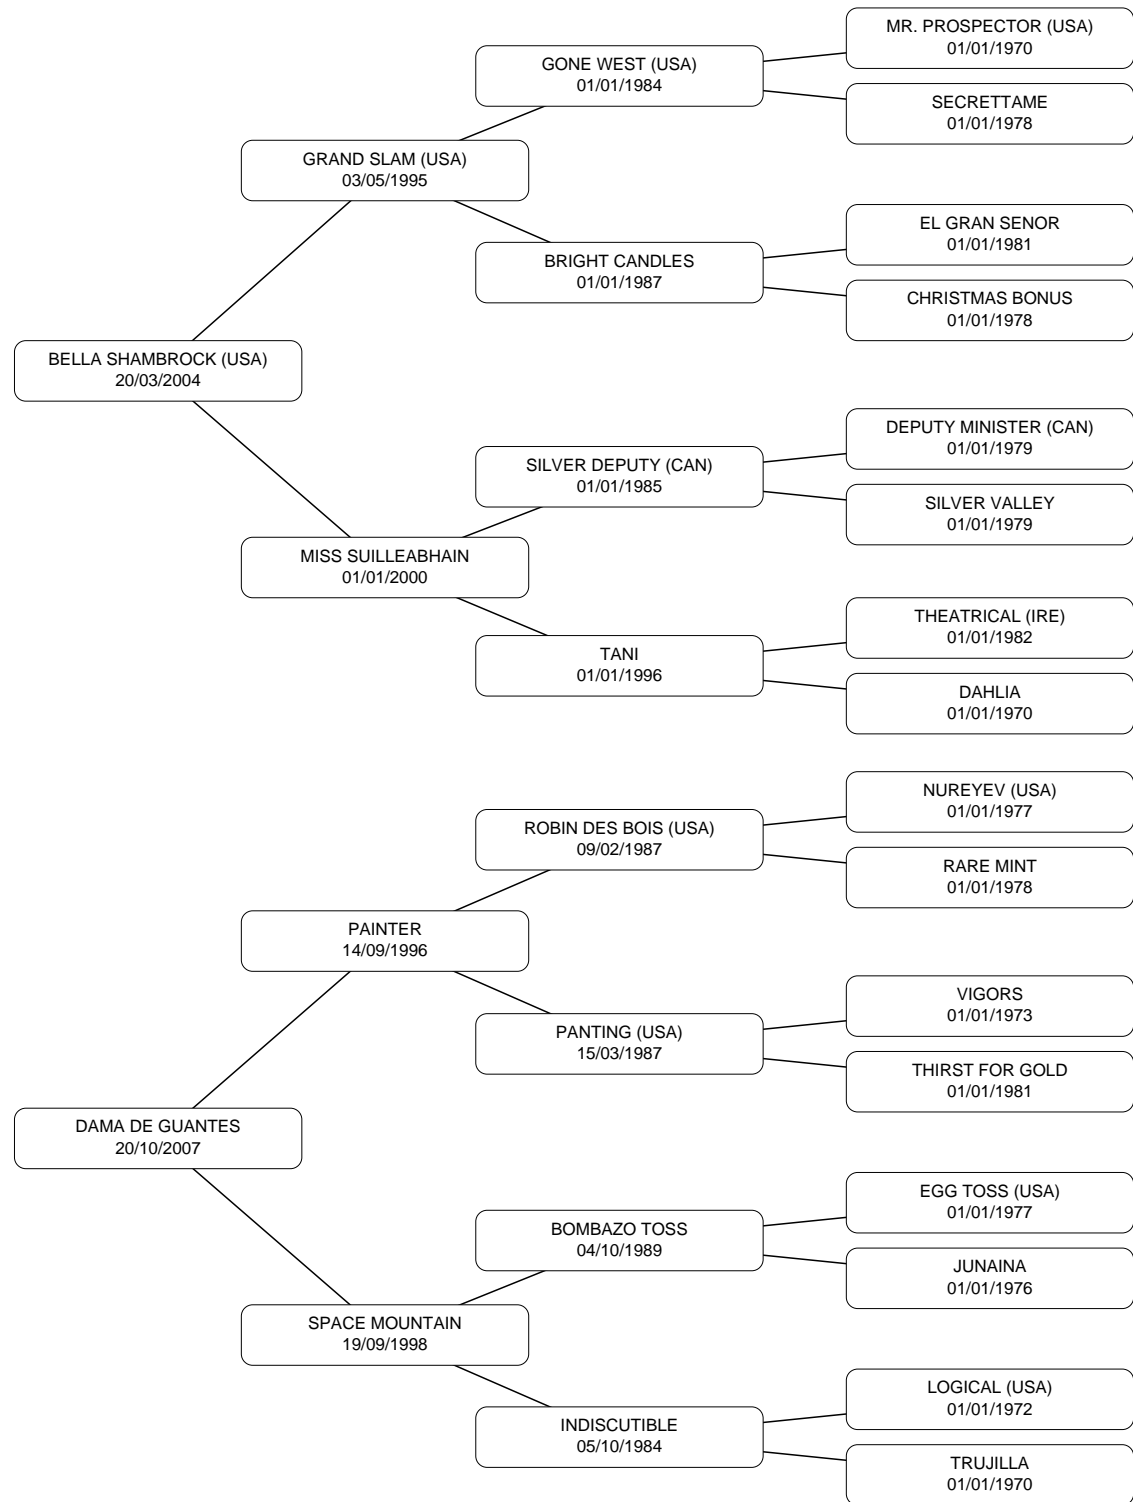 MR. PROSPECTOR (USA)
01/01/1970
GONE WEST (USA)
01/01/1984
SECRETTAME
01/01/1978
GRAND SLAM (USA)
03/05/1995
EL GRAN SENOR
01/01/1981
BRIGHT CANDLES
01/01/1987
CHRISTMAS BONUS
01/01/1978
BELLA SHAMBROCK (USA)
20/03/2004
DEPUTY MINISTER (CAN)
01/01/1979
SILVER DEPUTY (CAN)
01/01/1985
SILVER VALLEY
01/01/1979
MISS SUILLEABHAIN
01/01/2000
THEATRICAL (IRE)
01/01/1982
TANI
01/01/1996
DAHLIA
01/01/1970
NUREYEV (USA)
01/01/1977
ROBIN DES BOIS (USA)
09/02/1987
RARE MINT
01/01/1978
PAINTER
14/09/1996
VIGORS
01/01/1973
PANTING (USA)
15/03/1987
THIRST FOR GOLD
01/01/1981
DAMA DE GUANTES
20/10/2007
EGG TOSS (USA)
01/01/1977
BOMBAZO TOSS
04/10/1989
JUNAINA
01/01/1976
SPACE MOUNTAIN
19/09/1998
LOGICAL (USA)
01/01/1972
INDISCUTIBLE
05/10/1984
TRUJILLA
01/01/1970